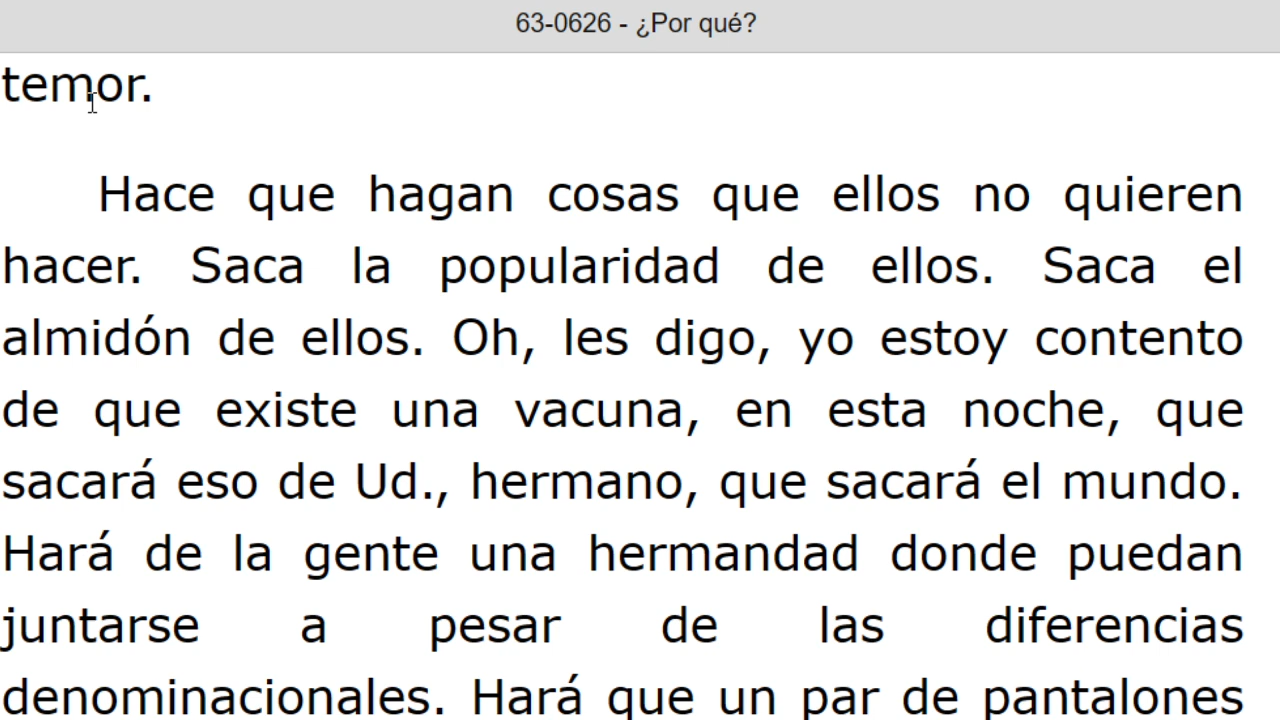 63-0626 - ¿Por qué?
temor.
Hace que hagan cosas que ellos no quieren
hacer. Saca la popularidad de ellos. Saca el
almidón de ellos. Oh, les digo, yo estoy contento
de que existe una vacuna, en esta noche, que
sacará eso de Ud., hermano, que sacará el mundo.
Hará de la gente una hermandad donde puedan
juntarse a pesar de las diferencias
denominacionales. Hará que un par de pantalones